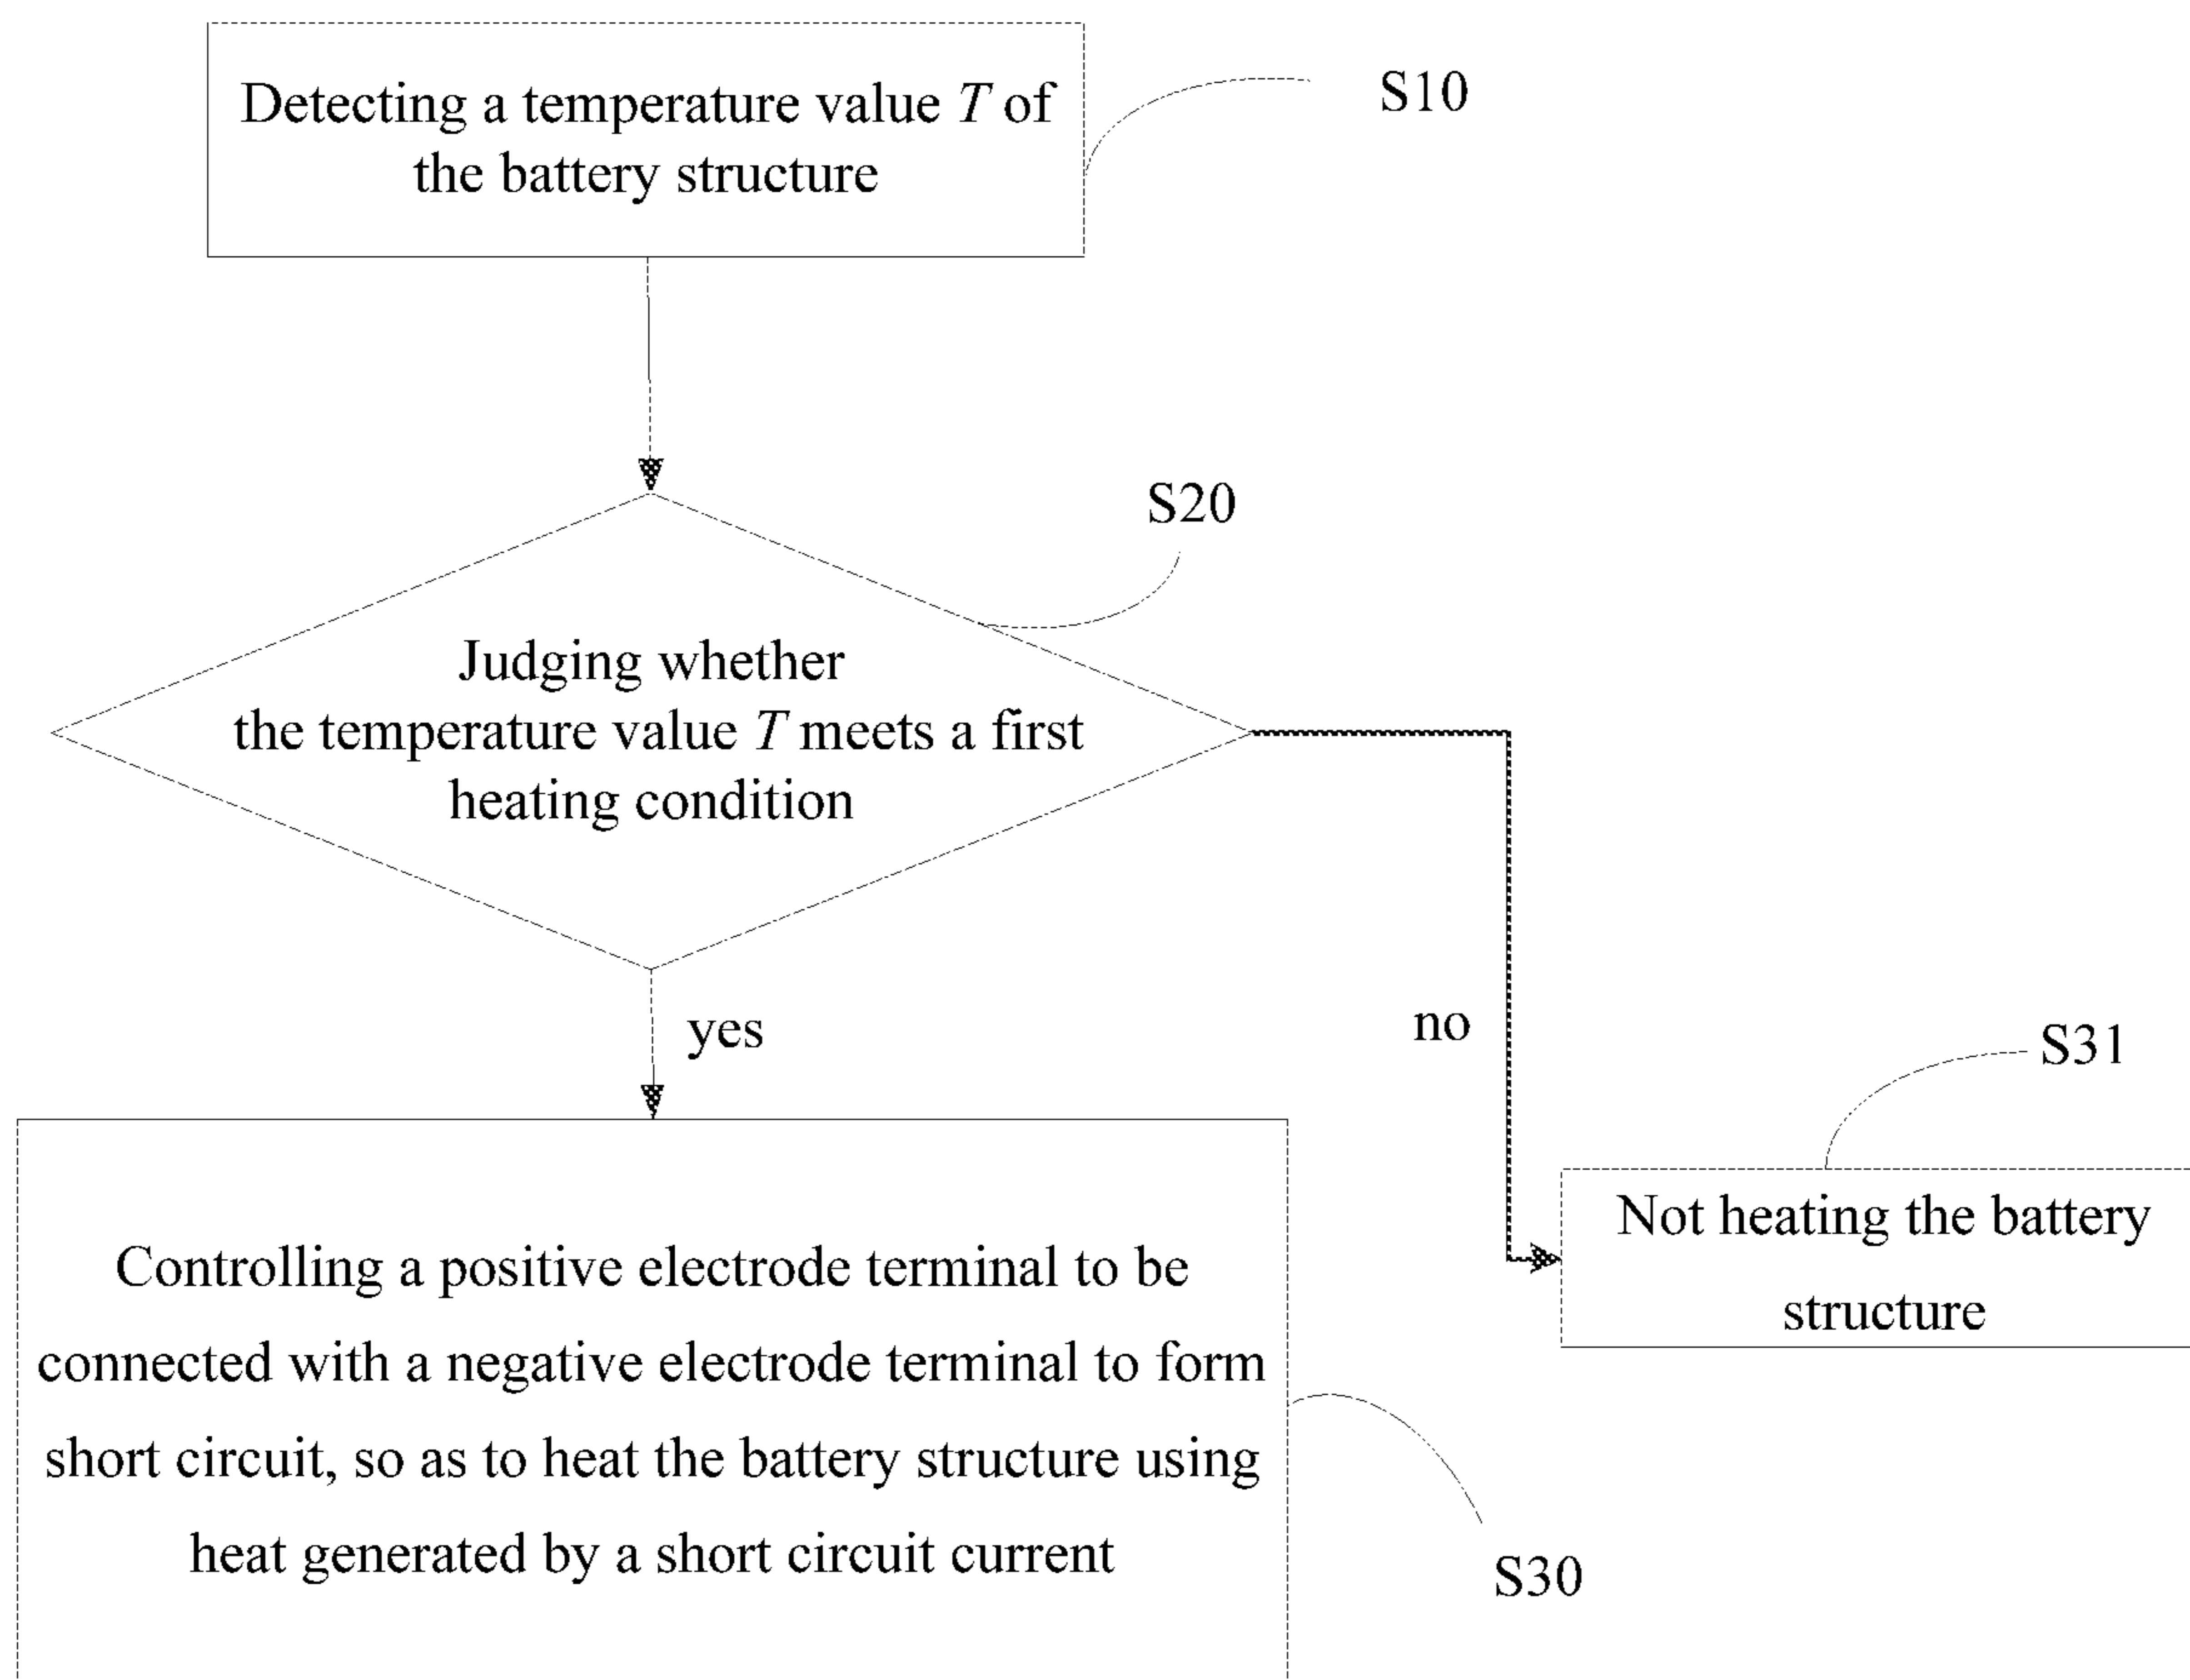 Detecting a temperature value T of
the battery structure
S10
S20
Judging whether
the temperature value T meets a first
heating condition
yes
no
S31
Not heating the battery
structure
Controlling a positive electrode terminal to be
connected with a negative electrode terminal to form
short circuit, so as to heat the battery structure using
heat generated by a short circuit current
S30